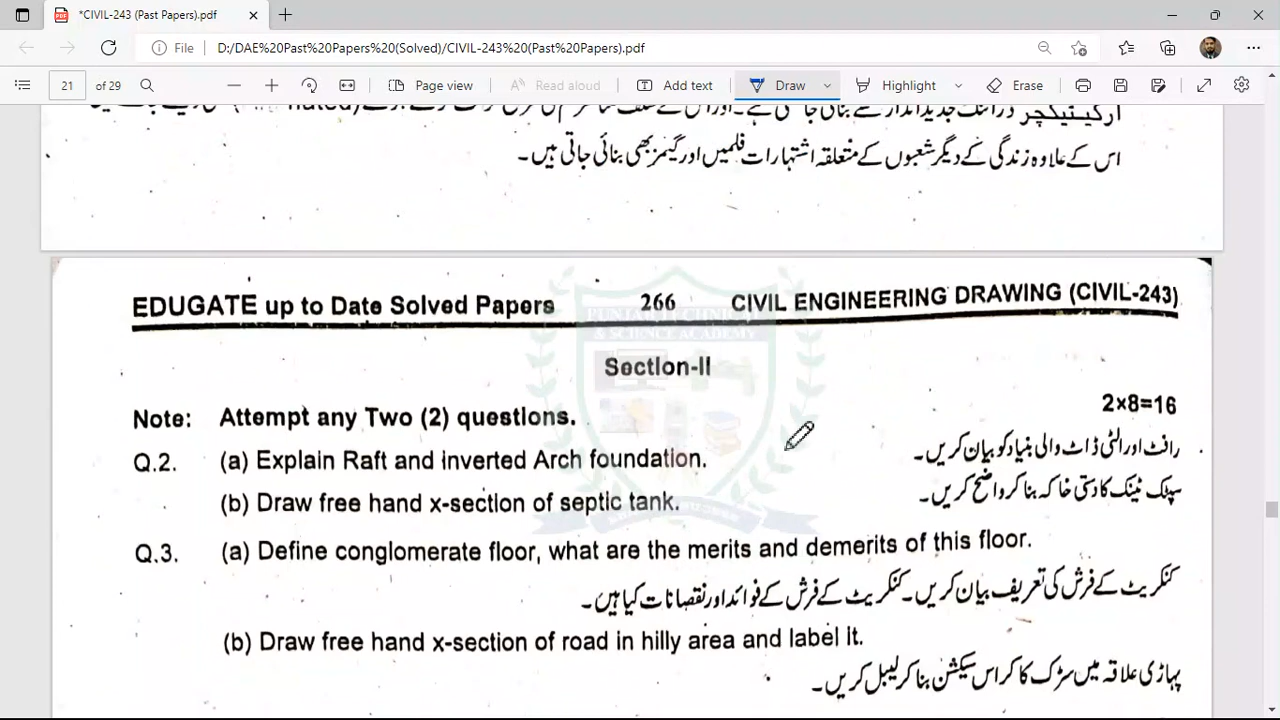 *CIVIL-243 (Past Papers).pdf
File D:/DAE%20Past%20Papers%20(Solved)/CIVIL-243%20(Past%20Papers).pdf
21 of 29 Page view Read aloud Add text Draw Highlight Erase
اس کے علاوہ زندگی کے دیگر شعبوں کے متعلقہ اشتہارات فلمیں اور گیمز بھی بنائی جاتی ہیں۔
EDUGATE up to Date Solved Papers 266 CIVIL ENGINEERING DRAWING (CIVIL-243)
PUNJAB TECHNICAL
& SCIENCE ACADEMY
Section-II
2×8=16
Note: Attempt any Two (2) questions.
Q.2. (a) Explain Raft and inverted Arch foundation.
رافٹ اور الٹی ڈاٹ والی بنیاد کو بیان کریں۔
(b) Draw free hand x-section of septic tank.
سپٹک ٹینک کا دستی خاکہ بنا کر واضح کریں۔
Q.3. (a) Define conglomerate floor, what are the merits and demerits of this floor.
کنکریٹ کے فرش کی تعریف بیان کریں۔ کنکریٹ کے فرش کے فوائد اور نقصانات کیا ہیں۔
(b) Draw free hand x-section of road in hilly area and label it.
پہاڑی علاقہ میں سڑک کا کراس سیکشن بنا کر لیبل کریں۔